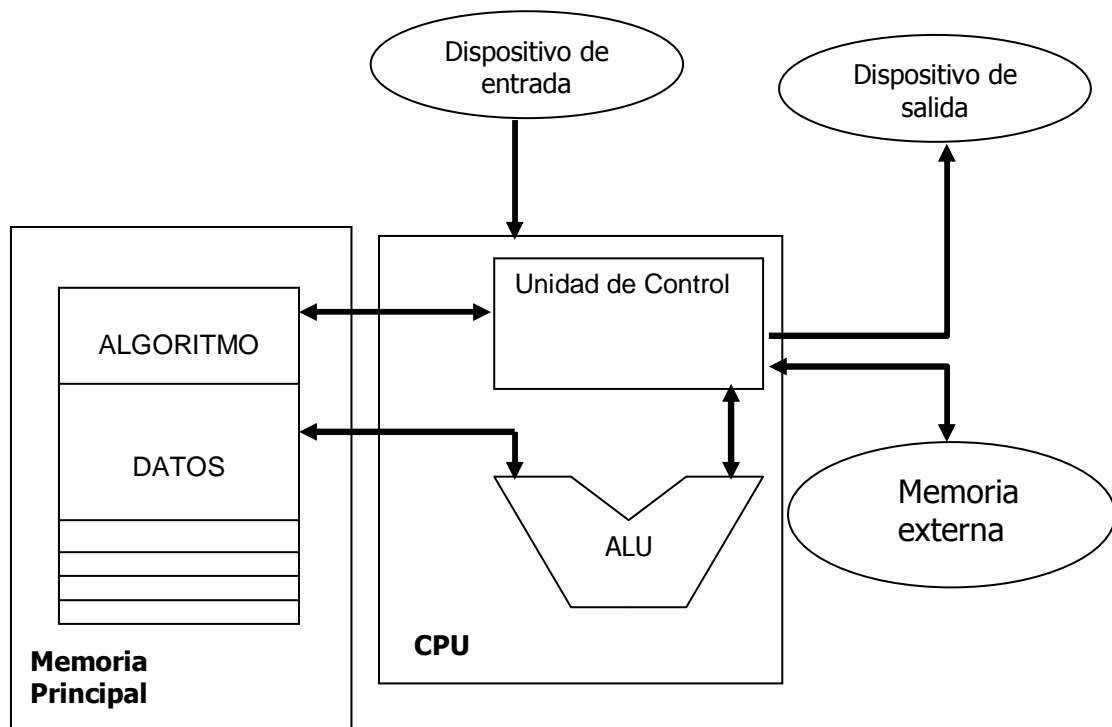 Dispositivo de
entrada
Dispositivo de
salida
Unidad de Control
ALGORITMO
DATOS
ALU
Memoria
externa
CPU
Memoria
Principal